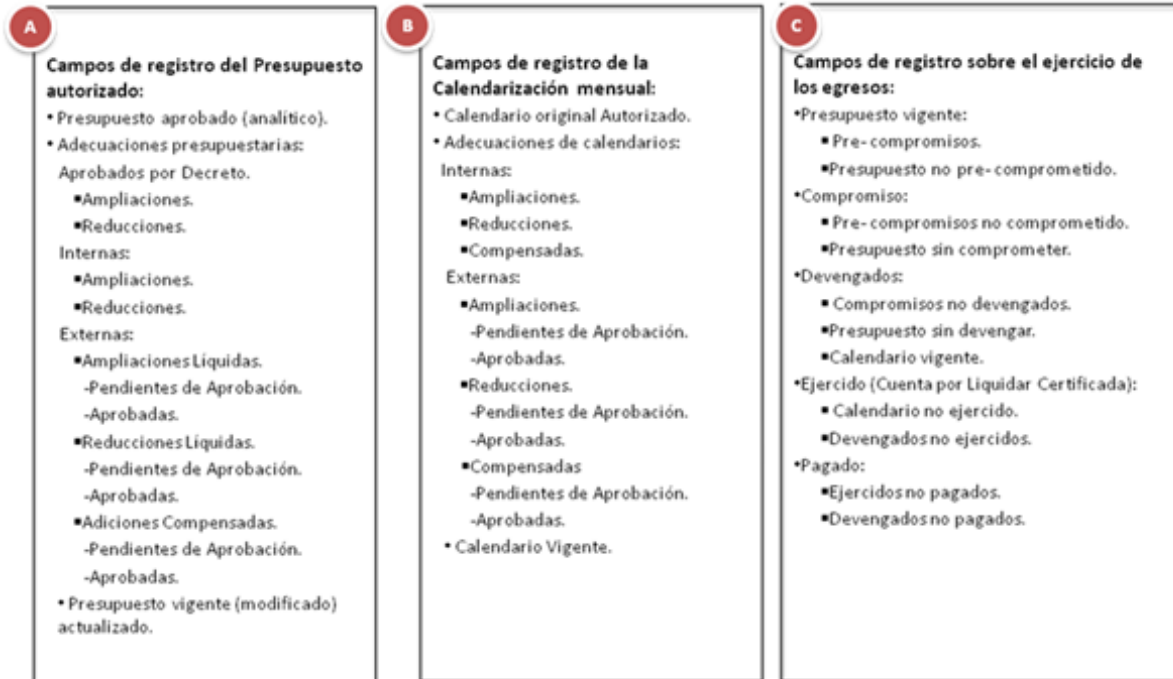 A
Campos de registro del Presupuesto
autorizado:
• Presupuesto aprobado (analítico).
• Adecuaciones presupuestarias:
Aprobados por Decreto.
▪Ampliaciones.
▪Reducciones.
Internas:
▪Ampliaciones.
▪Reducciones.
Externas:
▪Ampliaciones Líquidas.
-Pendientes de Aprobación.
-Aprobadas.
▪Reducciones Líquidas.
-Pendientes de Aprobación.
-Aprobadas.
▪Adiciones Compensadas.
-Pendientes de Aprobación.
-Aprobadas.
• Presupuesto vigente (modificado)
actualizado.
B
Campos de registro de la
Calendarización mensual:
• Calendario original Autorizado.
• Adecuaciones de calendarios:
Internas:
▪Ampliaciones.
▪Reducciones.
▪Compensadas.
Externas:
▪Ampliaciones.
-Pendientes de Aprobación.
-Aprobadas.
▪Reducciones.
-Pendientes de Aprobación.
-Aprobadas.
▪Compensadas
-Pendientes de Aprobación.
-Aprobadas.
• Calendario Vigente.
C
Campos de registro sobre el ejercicio de
los egresos:
•Presupuesto vigente:
▪ Pre- compromisos.
▪Presupuesto no pre- comprometido.
•Compromiso:
▪ Pre- compromisos no comprometido.
▪Presupuesto sin comprometer.
•Devengados:
▪ Compromisos no devengados.
▪Presupuesto sin devengar.
▪Calendario vigente.
•Ejercido (Cuenta por Liquidar Certificada):
▪ Calendario no ejercido.
▪Devengados no ejercidos.
•Pagado:
▪Ejercidos no pagados.
▪Devengados no pagados.